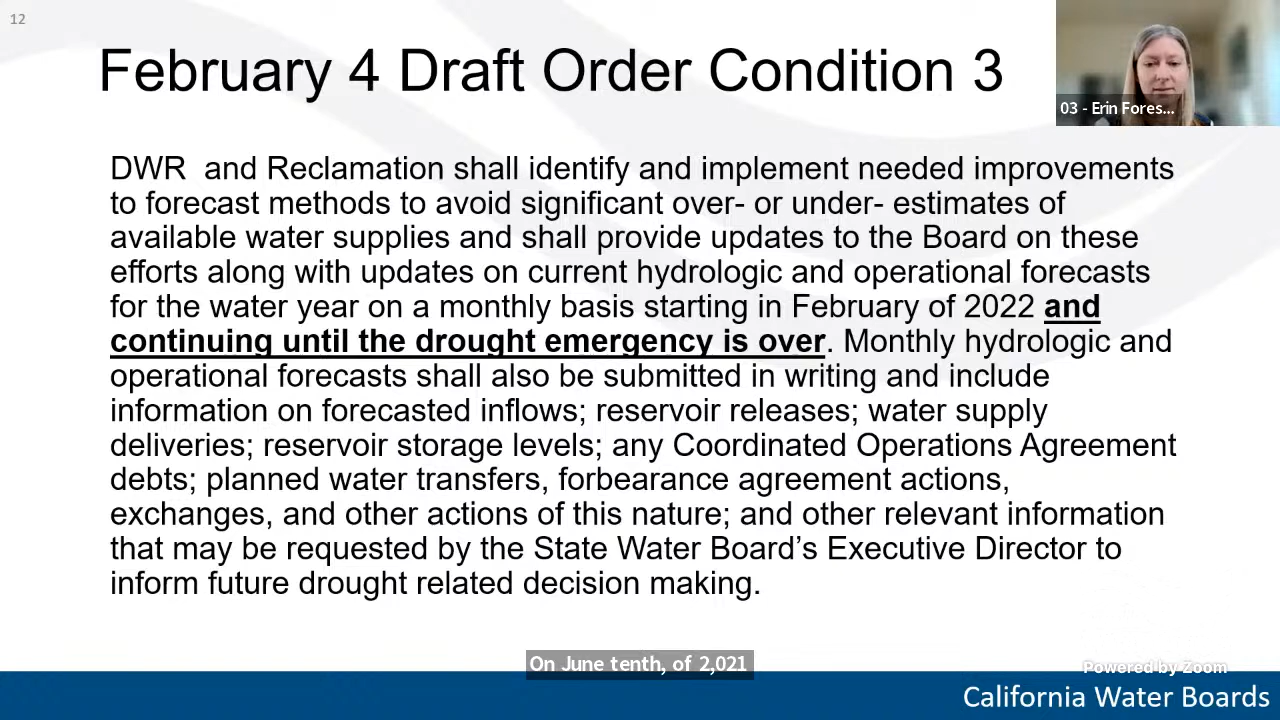 12
February 4 Draft Order Condition 3
03 - Erin Fores...
DWR and Reclamation shall identify and implement needed improvements
to forecast methods to avoid significant over- or under- estimates of
available water supplies and shall provide updates to the Board on these
efforts along with updates on current hydrologic and operational forecasts
for the water year on a monthly basis starting in February of 2022 and
continuing until the drought emergency is over. Monthly hydrologic and
operational forecasts shall also be submitted in writing and include
information on forecasted inflows; reservoir releases; water supply
deliveries; reservoir storage levels; any Coordinated Operations Agreement
debts; planned water transfers, forbearance agreement actions,
exchanges, and other actions of this nature; and other relevant information
that may be requested by the State Water Board’s Executive Director to
inform future drought related decision making.
On June tenth, of 2,021
Powered by Zoom
California Water Boards